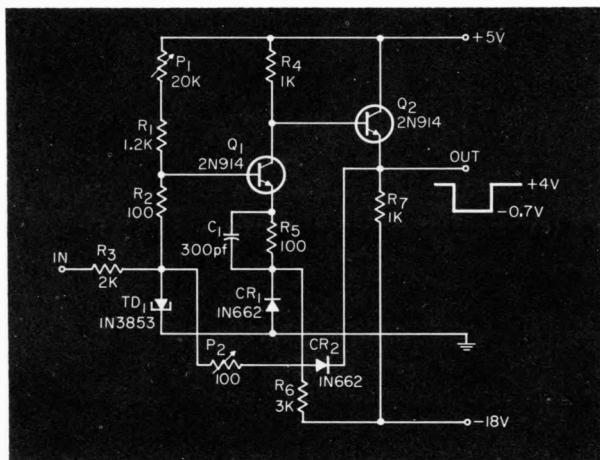 +5V
P1
20K
R4
1K
Q2
2N914
R1
1.2K
Q1
2N914
OUT
+4V
-0.7V
R2
100
R7
1K
C1
300pf
R5
100
IN
R3
2K
TD1
1N3853
CR1
1N662
P2
100
CR2
1N662
R6
3K
-18V